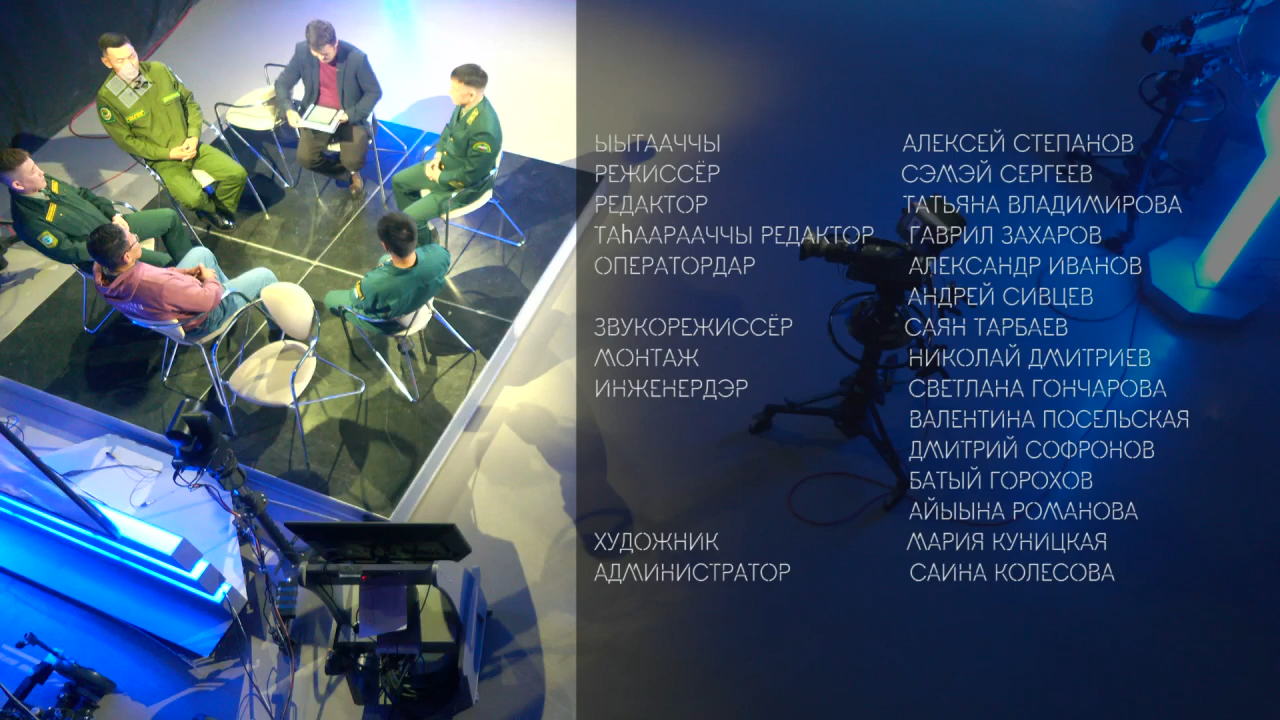 ЫЫТААЧЧЫ АЛЕКСЕЙ СТЕПАНОВ
РЕЖИССЁР СЭМЭЙ СЕРГЕЕВ
РЕДАКТОР ТАТЬЯНА ВЛАДИМИРОВА
ТАҺААРААЧЧЫ РЕДАКТОР ГАВРИЛ ЗАХАРОВ
ОПЕРАТОРДАР АЛЕКСАНДР ИВАНОВ
АНДРЕЙ СИВЦЕВ
ЗВУКОРЕЖИССЁР САЯН ТАРБАЕВ
МОНТАЖ НИКОЛАЙ ДМИТРИЕВ
ИНЖЕНЕРДЭР СВЕТЛАНА ГОНЧАРОВА
ВАЛЕНТИНА ПОСЕЛЬСКАЯ
ДМИТРИЙ СОФРОНОВ
БАТЫЙ ГОРОХОВ
АЙЫЫНА РОМАНОВА
ХУДОЖНИК МАРИЯ КУНИЦКАЯ
АДМИНИСТРАТОР САИНА КОЛЕСОВА